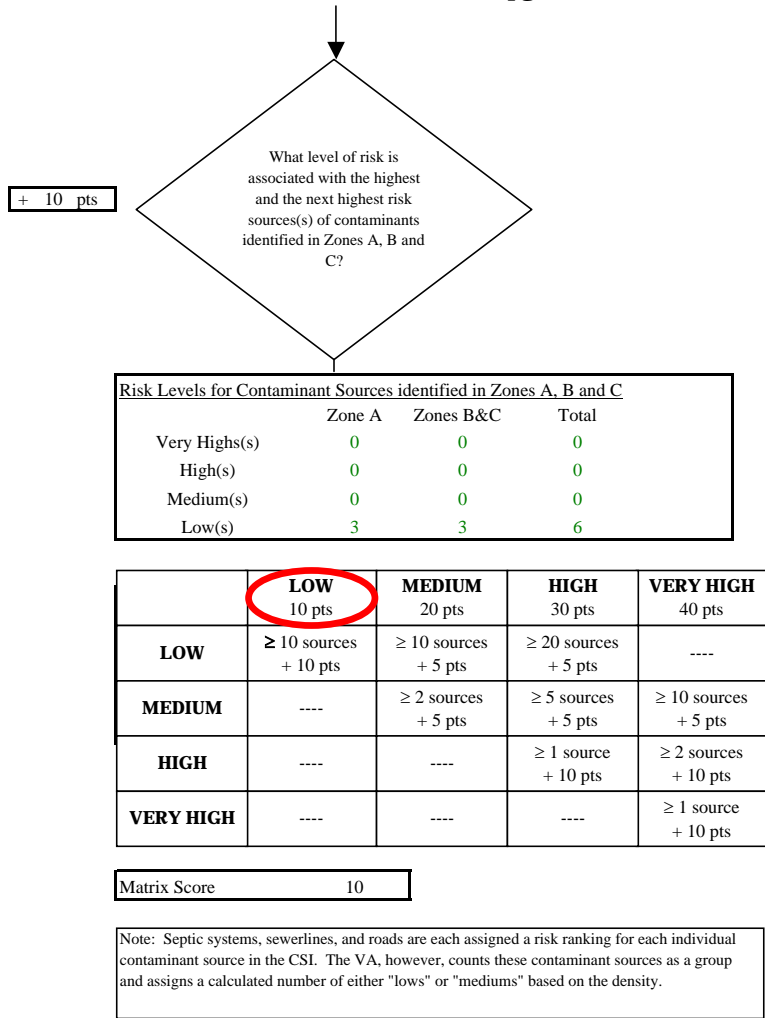 What level of risk is
associated with the highest
and the next highest risk
sources(s) of contaminants
identified in Zones A, B and
C?
+ 10 pts
Risk Levels for Contaminant Sources identified in Zones A, B and C
Zone A Zones B&C Total
Very Highs(s) 0 0 0
High(s) 0 0 0
Medium(s) 0 0 0
Low(s) 3 3 6
LOW MEDIUM HIGH VERY HIGH
10 pts 20 pts 30 pts 40 pts
LOW ≥ 10 sources ≥ 10 sources ≥ 20 sources ----
+ 10 pts + 5 pts + 5 pts
MEDIUM ---- ≥ 2 sources ≥ 5 sources ≥ 10 sources
+ 5 pts + 5 pts + 5 pts
HIGH ---- ---- ≥ 1 source ≥ 2 sources
+ 10 pts + 10 pts
VERY HIGH ---- ---- ---- ≥ 1 source
+ 10 pts
Matrix Score 10
Note: Septic systems, sewerlines, and roads are each assigned a risk ranking for each individual
contaminant source in the CSI. The VA, however, counts these contaminant sources as a group
and assigns a calculated number of either "lows" or "mediums" based on the density.